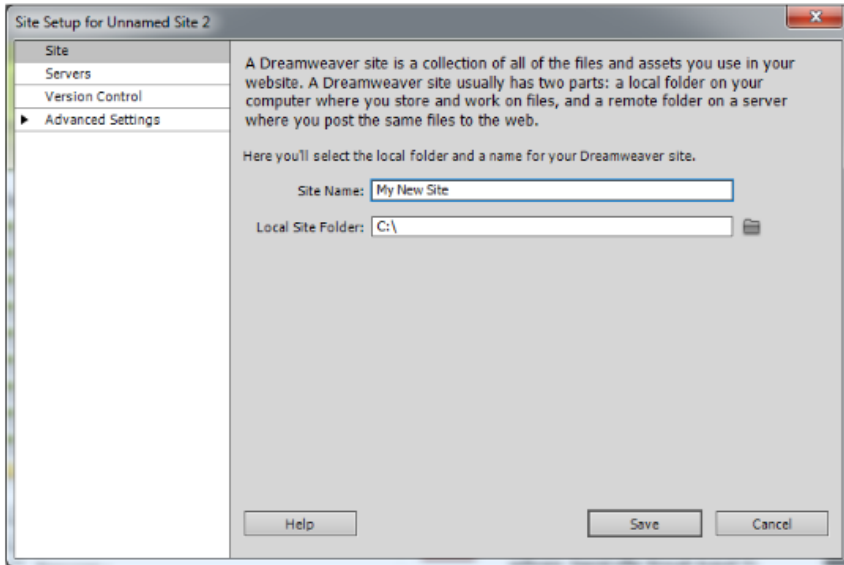 Site Setup for Unnamed Site 2
Site
Servers
Version Control
Advanced Settings
A Dreamweaver site is a collection of all of the files and assets you use in your
website. A Dreamweaver site usually has two parts: a local folder on your
computer where you store and work on files, and a remote folder on a server
where you post the same files to the web.
Here you'll select the local folder and a name for your Dreamweaver site.
Site Name: My New Site
Local Site Folder: C:\
Help Save Cancel